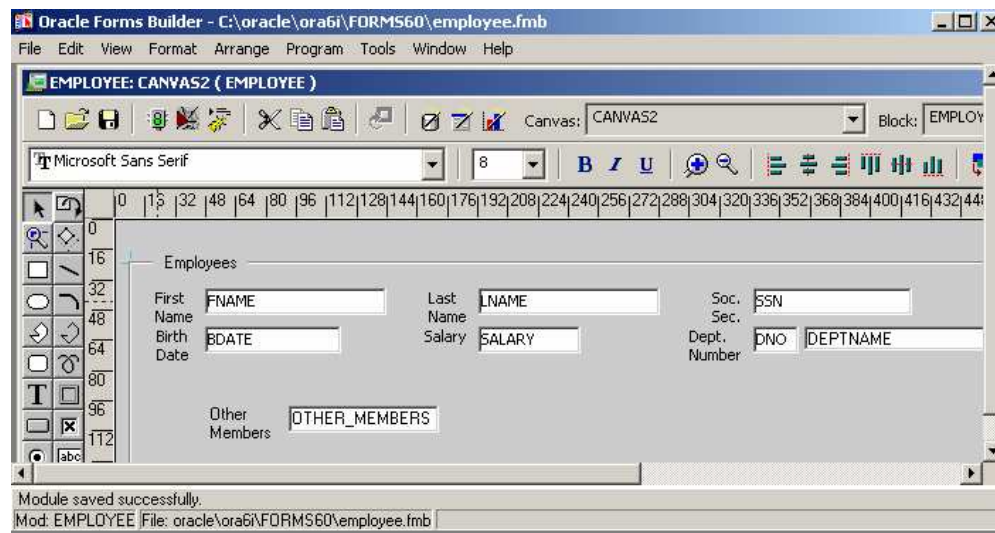 Oracle Forms Builder - C:\oracle\ora6i\FORMS60\employee.fmb
File Edit View Format Arrange Program Tools Window Help
EMPLOYEE: CANVAS2 ( EMPLOYEE )
Canvas: CANVAS2 Block: EMPLOY
Microsoft Sans Serif 8 B I U
0 16 32 48 64 80 96 112 128 144 160 176 192 208 224 240 256 272 288 304 320 336 352 368 384 400 416 432 448
0
16
32
48
64
80
96
112
Employees
First Name FNAME Last Name LNAME Soc. Sec. SSN
Birth Date BDATE Salary SALARY Dept. Number DNO DEPTNAME
Other Members OTHER_MEMBERS
T
abc
Module saved successfully.
Mod: EMPLOYEE File: oracle\ora6i\FORMS60\employee.fmb